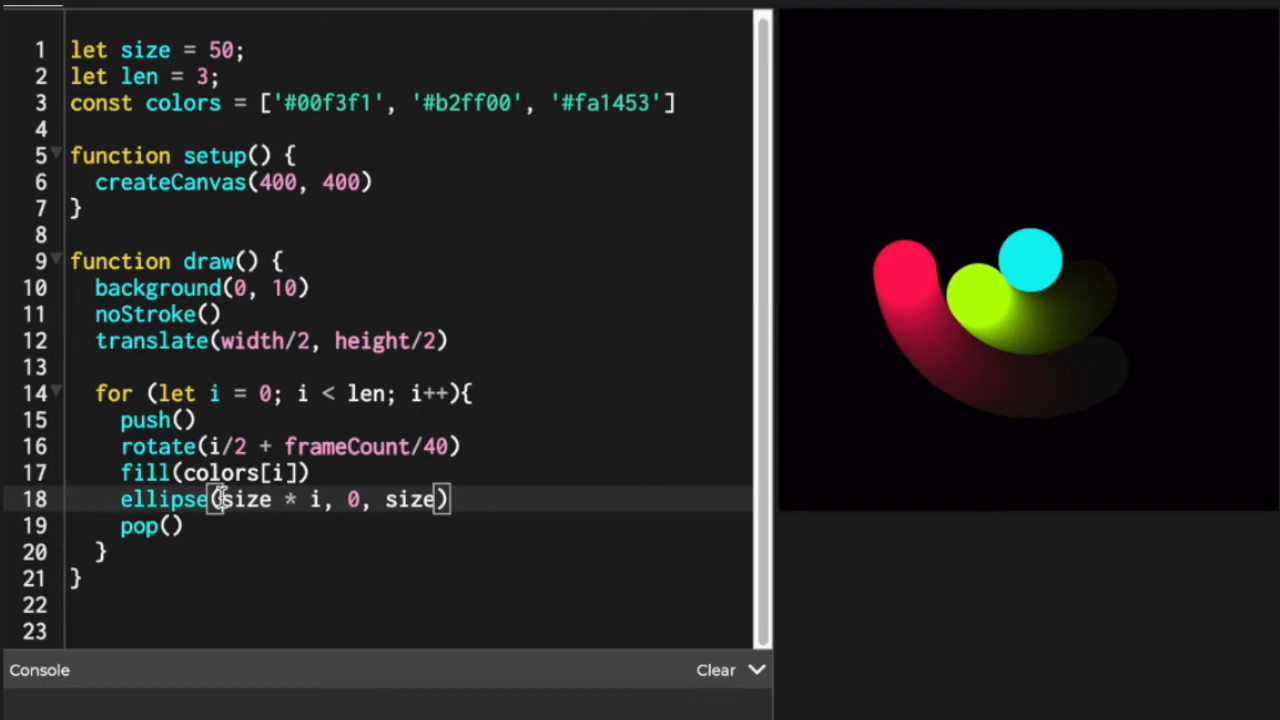 1 let size = 50;
2 let len = 3;
3 const colors = ['#00f3f1', '#b2ff00', '#fa1453']
4
5 function setup() {
6 createCanvas(400, 400)
7 }
8
9 function draw() {
10 background(0, 10)
11 noStroke()
12 translate(width/2, height/2)
13
14 for (let i = 0; i < len; i++){
15 push()
16 rotate(i/2 + frameCount/40)
17 fill(colors[i])
18 ellipse(size * i, 0, size)
19 pop()
20 }
21 }
22
23
Console Clear